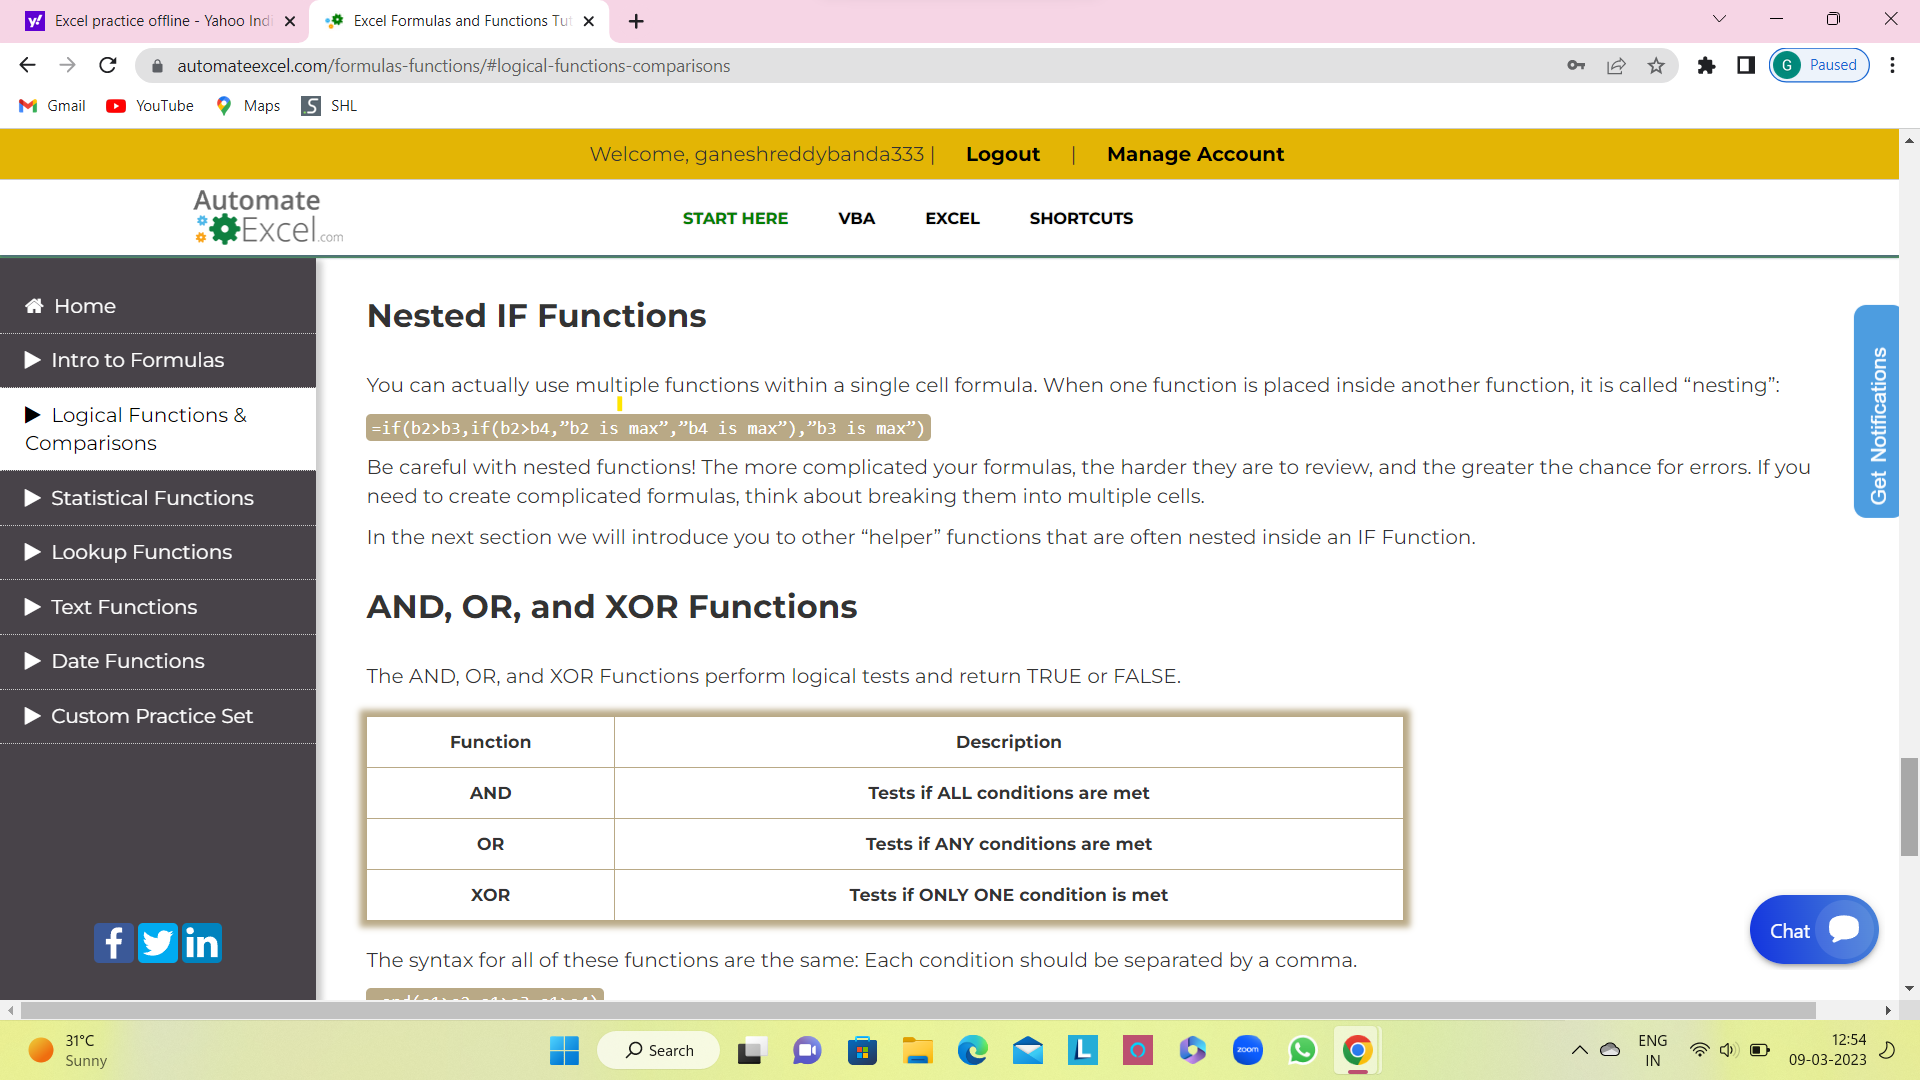 Excel practice offline - Yahoo Indi
Excel Formulas and Functions Tut
automateexcel.com/formulas-functions/#logical-functions-comparisons
G Paused
Gmail YouTube Maps SHL
Welcome, ganeshreddybanda333 | Logout | Manage Account
Automate
Excel.com
START HERE VBA EXCEL SHORTCUTS
Home
Intro to Formulas
Logical Functions &
Comparisons
Statistical Functions
Lookup Functions
Text Functions
Date Functions
Custom Practice Set
Nested IF Functions
You can actually use multiple functions within a single cell formula. When one function is placed inside another function, it is called “nesting”:
=if(b2>b3,if(b2>b4,”b2 is max”,”b4 is max”),”b3 is max”)
Be careful with nested functions! The more complicated your formulas, the harder they are to review, and the greater the chance for errors. If you
need to create complicated formulas, think about breaking them into multiple cells.
In the next section we will introduce you to other “helper” functions that are often nested inside an IF Function.
AND, OR, and XOR Functions
The AND, OR, and XOR Functions perform logical tests and return TRUE or FALSE.
Function Description
AND Tests if ALL conditions are met
OR Tests if ANY conditions are met
XOR Tests if ONLY ONE condition is met
The syntax for all of these functions are the same: Each condition should be separated by a comma.
Get Notifications
Chat
31°C
Sunny
Search
zoom
ENG
IN
12:54
09-03-2023